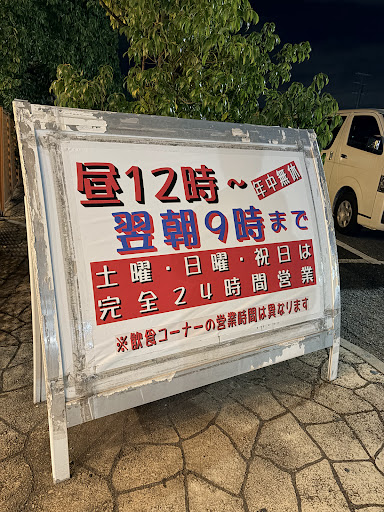 昼12時~年中無休
翌朝9時まで
土曜・日曜・祝日は
完全24時間営業
※飲食コーナーの営業時間は異なります